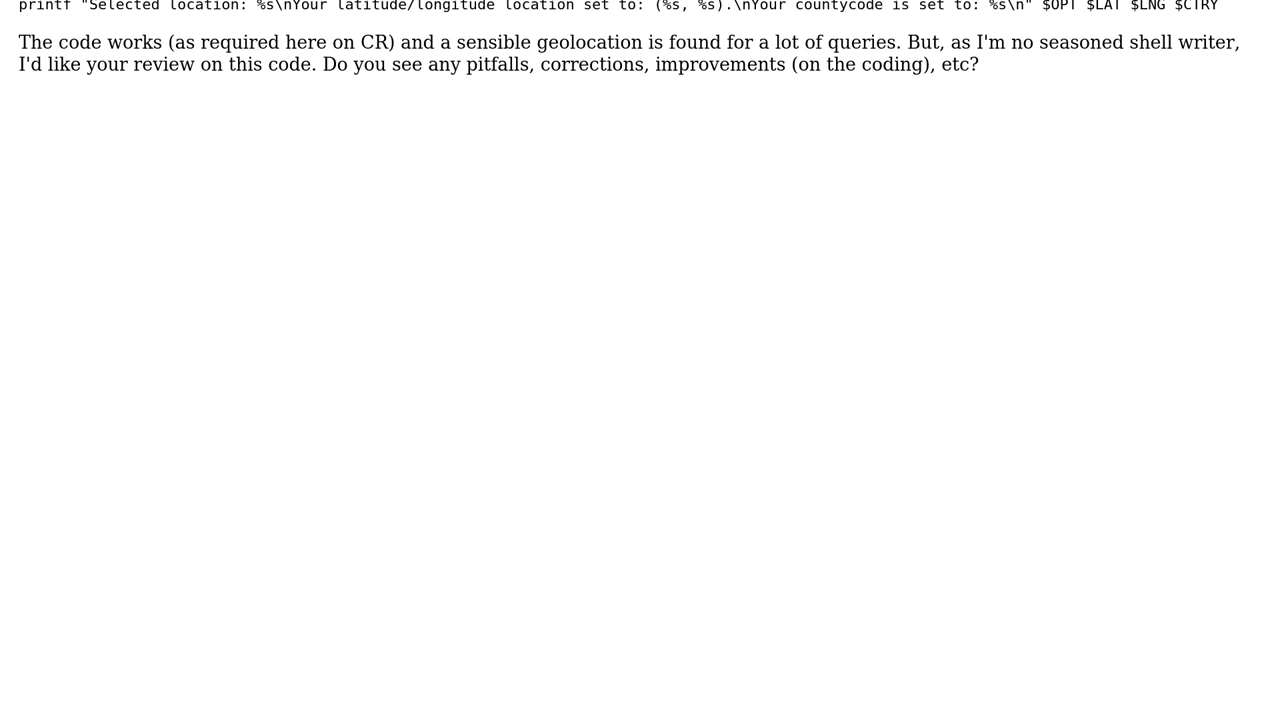 printf "Selected location: %s\nYour latitude/longitude location set to: (%s, %s).\nYour countycode is set to: %s\n" $OPT $LAT $LNG $CTRY
The code works (as required here on CR) and a sensible geolocation is found for a lot of queries. But, as I'm no seasoned shell writer,
I'd like your review on this code. Do you see any pitfalls, corrections, improvements (on the coding), etc?